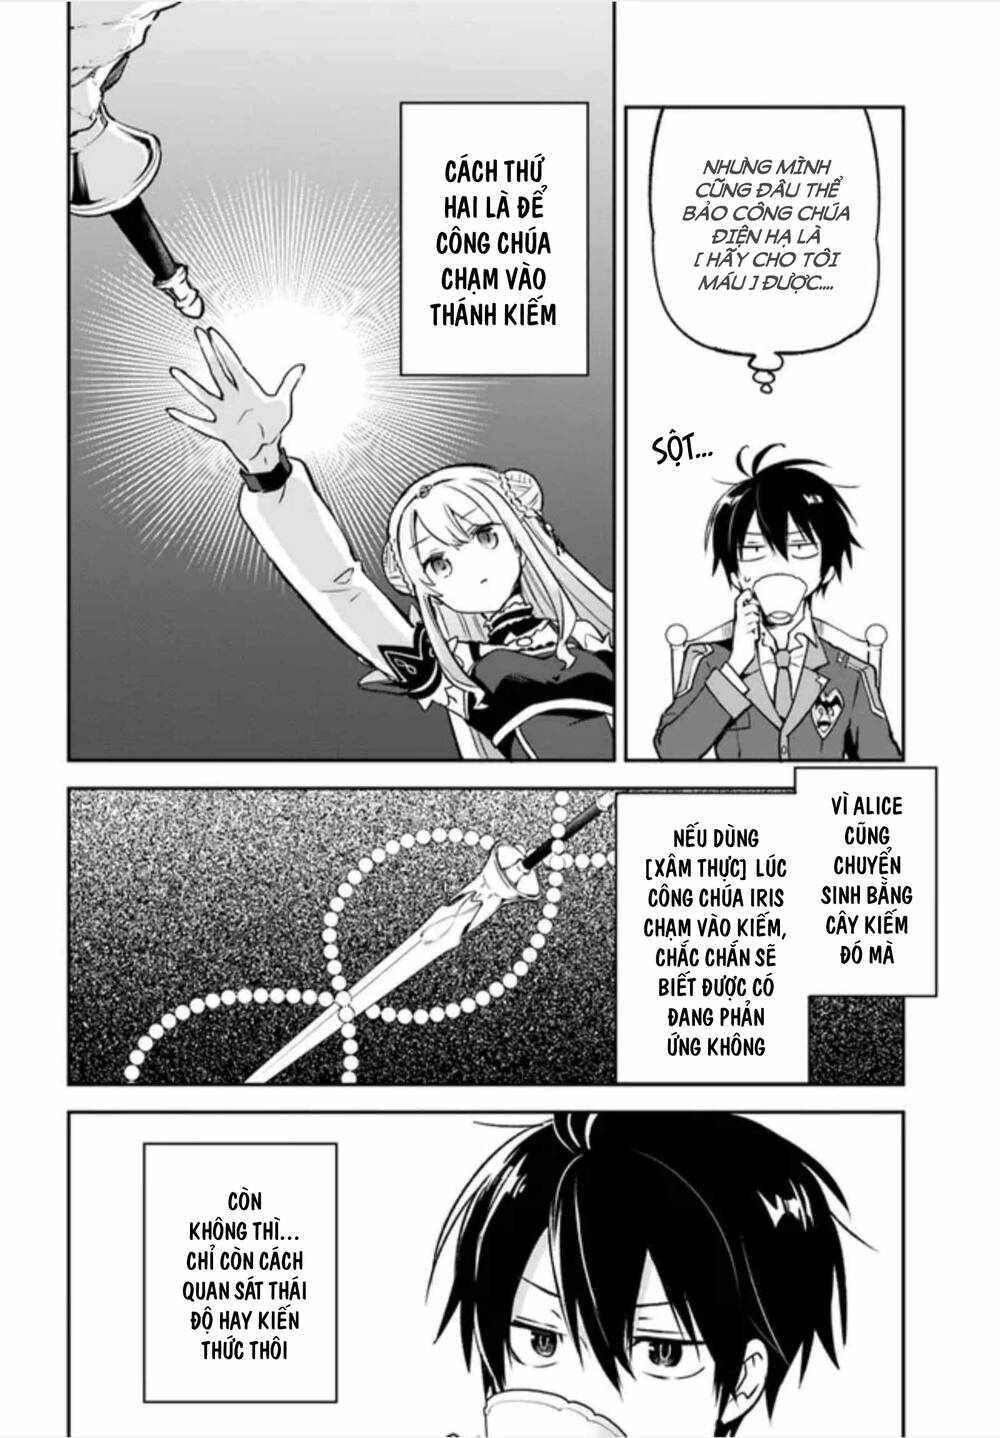 NHƯNG MÌNH
CŨNG ĐÂU THỂ
BẢO CÔNG CHÚA
ĐIỆN HẠ LÀ
[ HÃY CHO TÔI
MÁU ] ĐƯỢC....
SỘT...
CÁCH THỨ
HAI LÀ ĐỂ
CÔNG CHÚA
CHẠM VÀO
THÁNH KIẾM
VÌ ALICE
CŨNG
CHUYỂN
SINH BẰNG
CÂY KIẾM
ĐÓ MÀ
NẾU DÙNG
[XÂM THỰC] LÚC
CÔNG CHÚA IRIS
CHẠM VÀO KIẾM,
CHẮC CHẮN SẼ
BIẾT ĐƯỢC CÓ
ĐANG PHẢN
ỨNG KHÔNG
CÒN
KHÔNG THÌ...
CHỈ CÒN CÁCH
QUAN SÁT THÁI
ĐỘ HAY KIẾN
THỨC THÔI